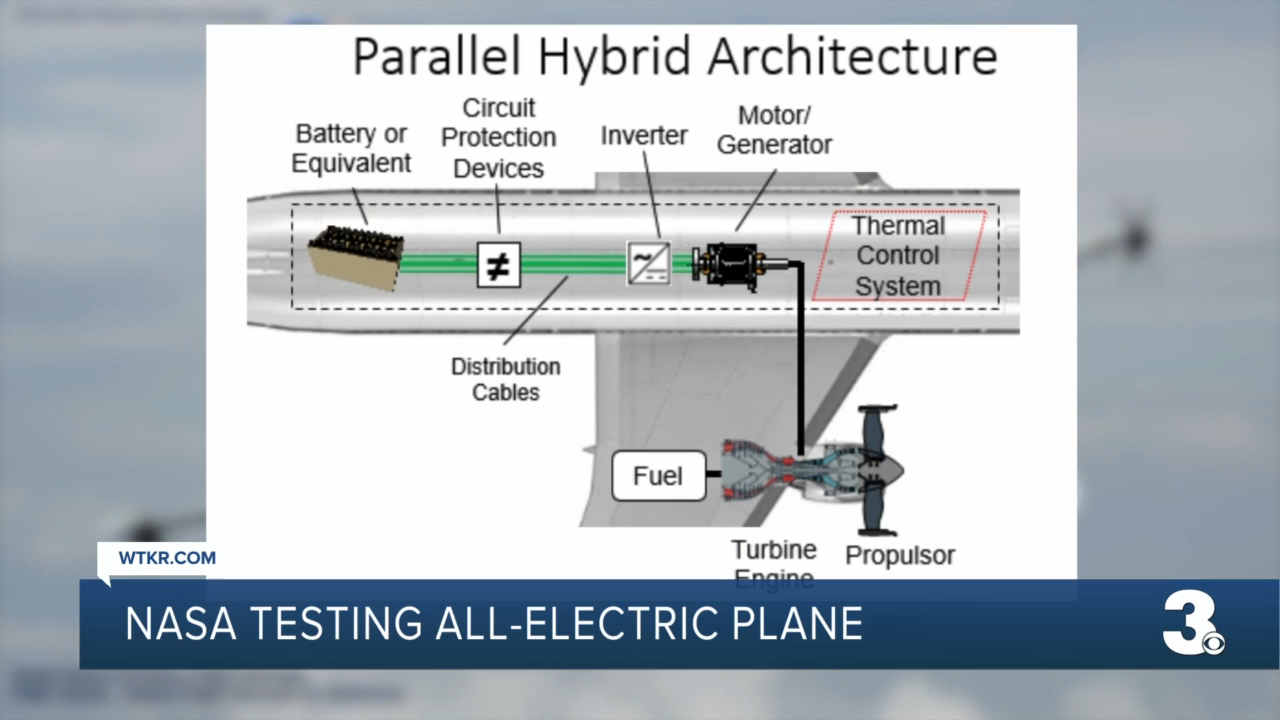 Parallel Hybrid Architecture
Battery or
Equivalent
Circuit
Protection
Devices
Inverter
Motor/
Generator
Thermal
Control
System
Distribution
Cables
Fuel
Turbine
Engine
Propulsor
WTKR.COM
NASA TESTING ALL-ELECTRIC PLANE
3